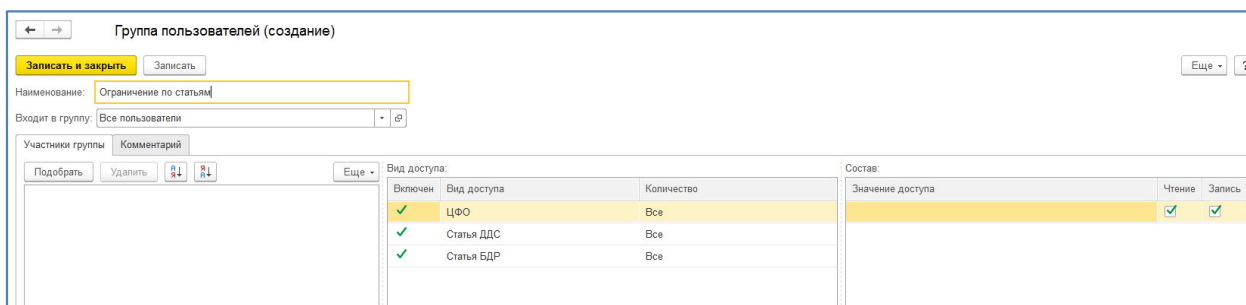 Группа пользователей (создание)
Записать и закрыть Записать Еще ?
Наименование: Ограничение по статьям
Входит в группу: Все пользователи
Участники группы Комментарий
Подобрать Удалить Еще Вид доступа: Состав:
Включен Вид доступа Количество Значение доступа Чтение Запись
ЦФО Все
Статья ДДС Все
Статья БДР Все